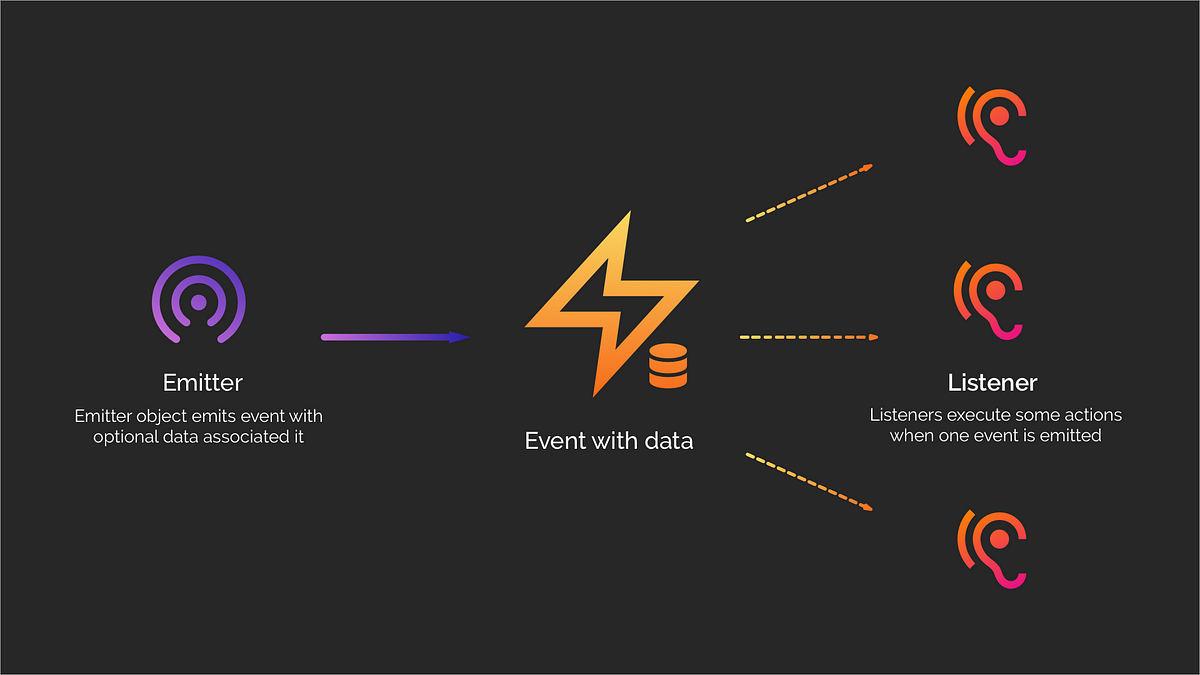 Emitter
Emitter object emits event with
optional data associated it
Event with data
Listener
Listeners execute some actions
when one event is emitted